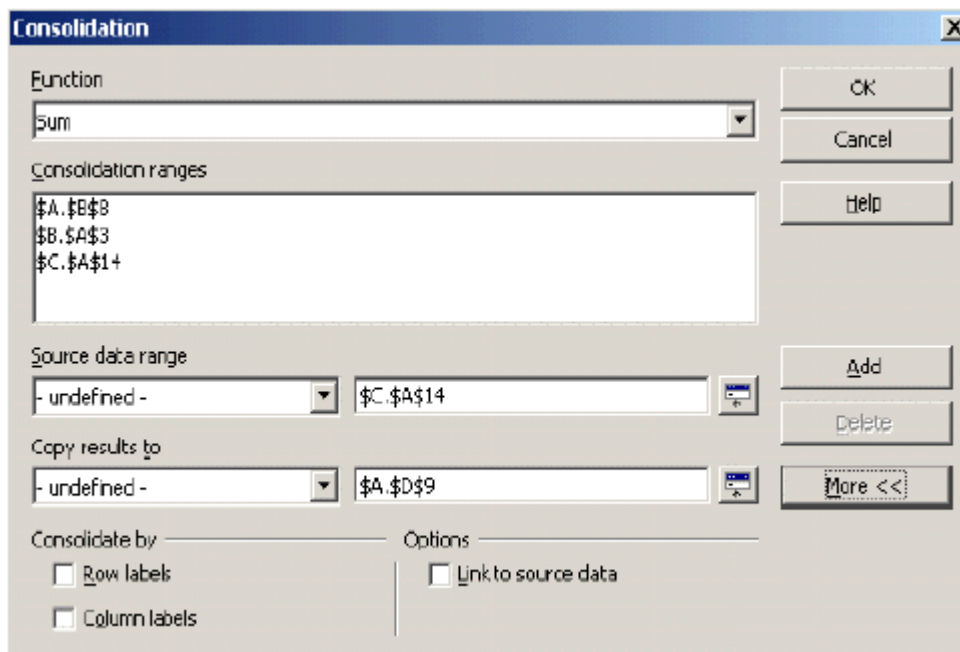 Consolidation
Function
Sum
OK
Cancel
Consolidation ranges
Help
$A.$B$8
$B.$A$3
$C.$A$14
Source data range
- undefined -
$C.$A$14
Add
Delete
Copy results to
- undefined -
$A.$D$9
More <<
Consolidate by
Options
Row labels
Link to source data
Column labels